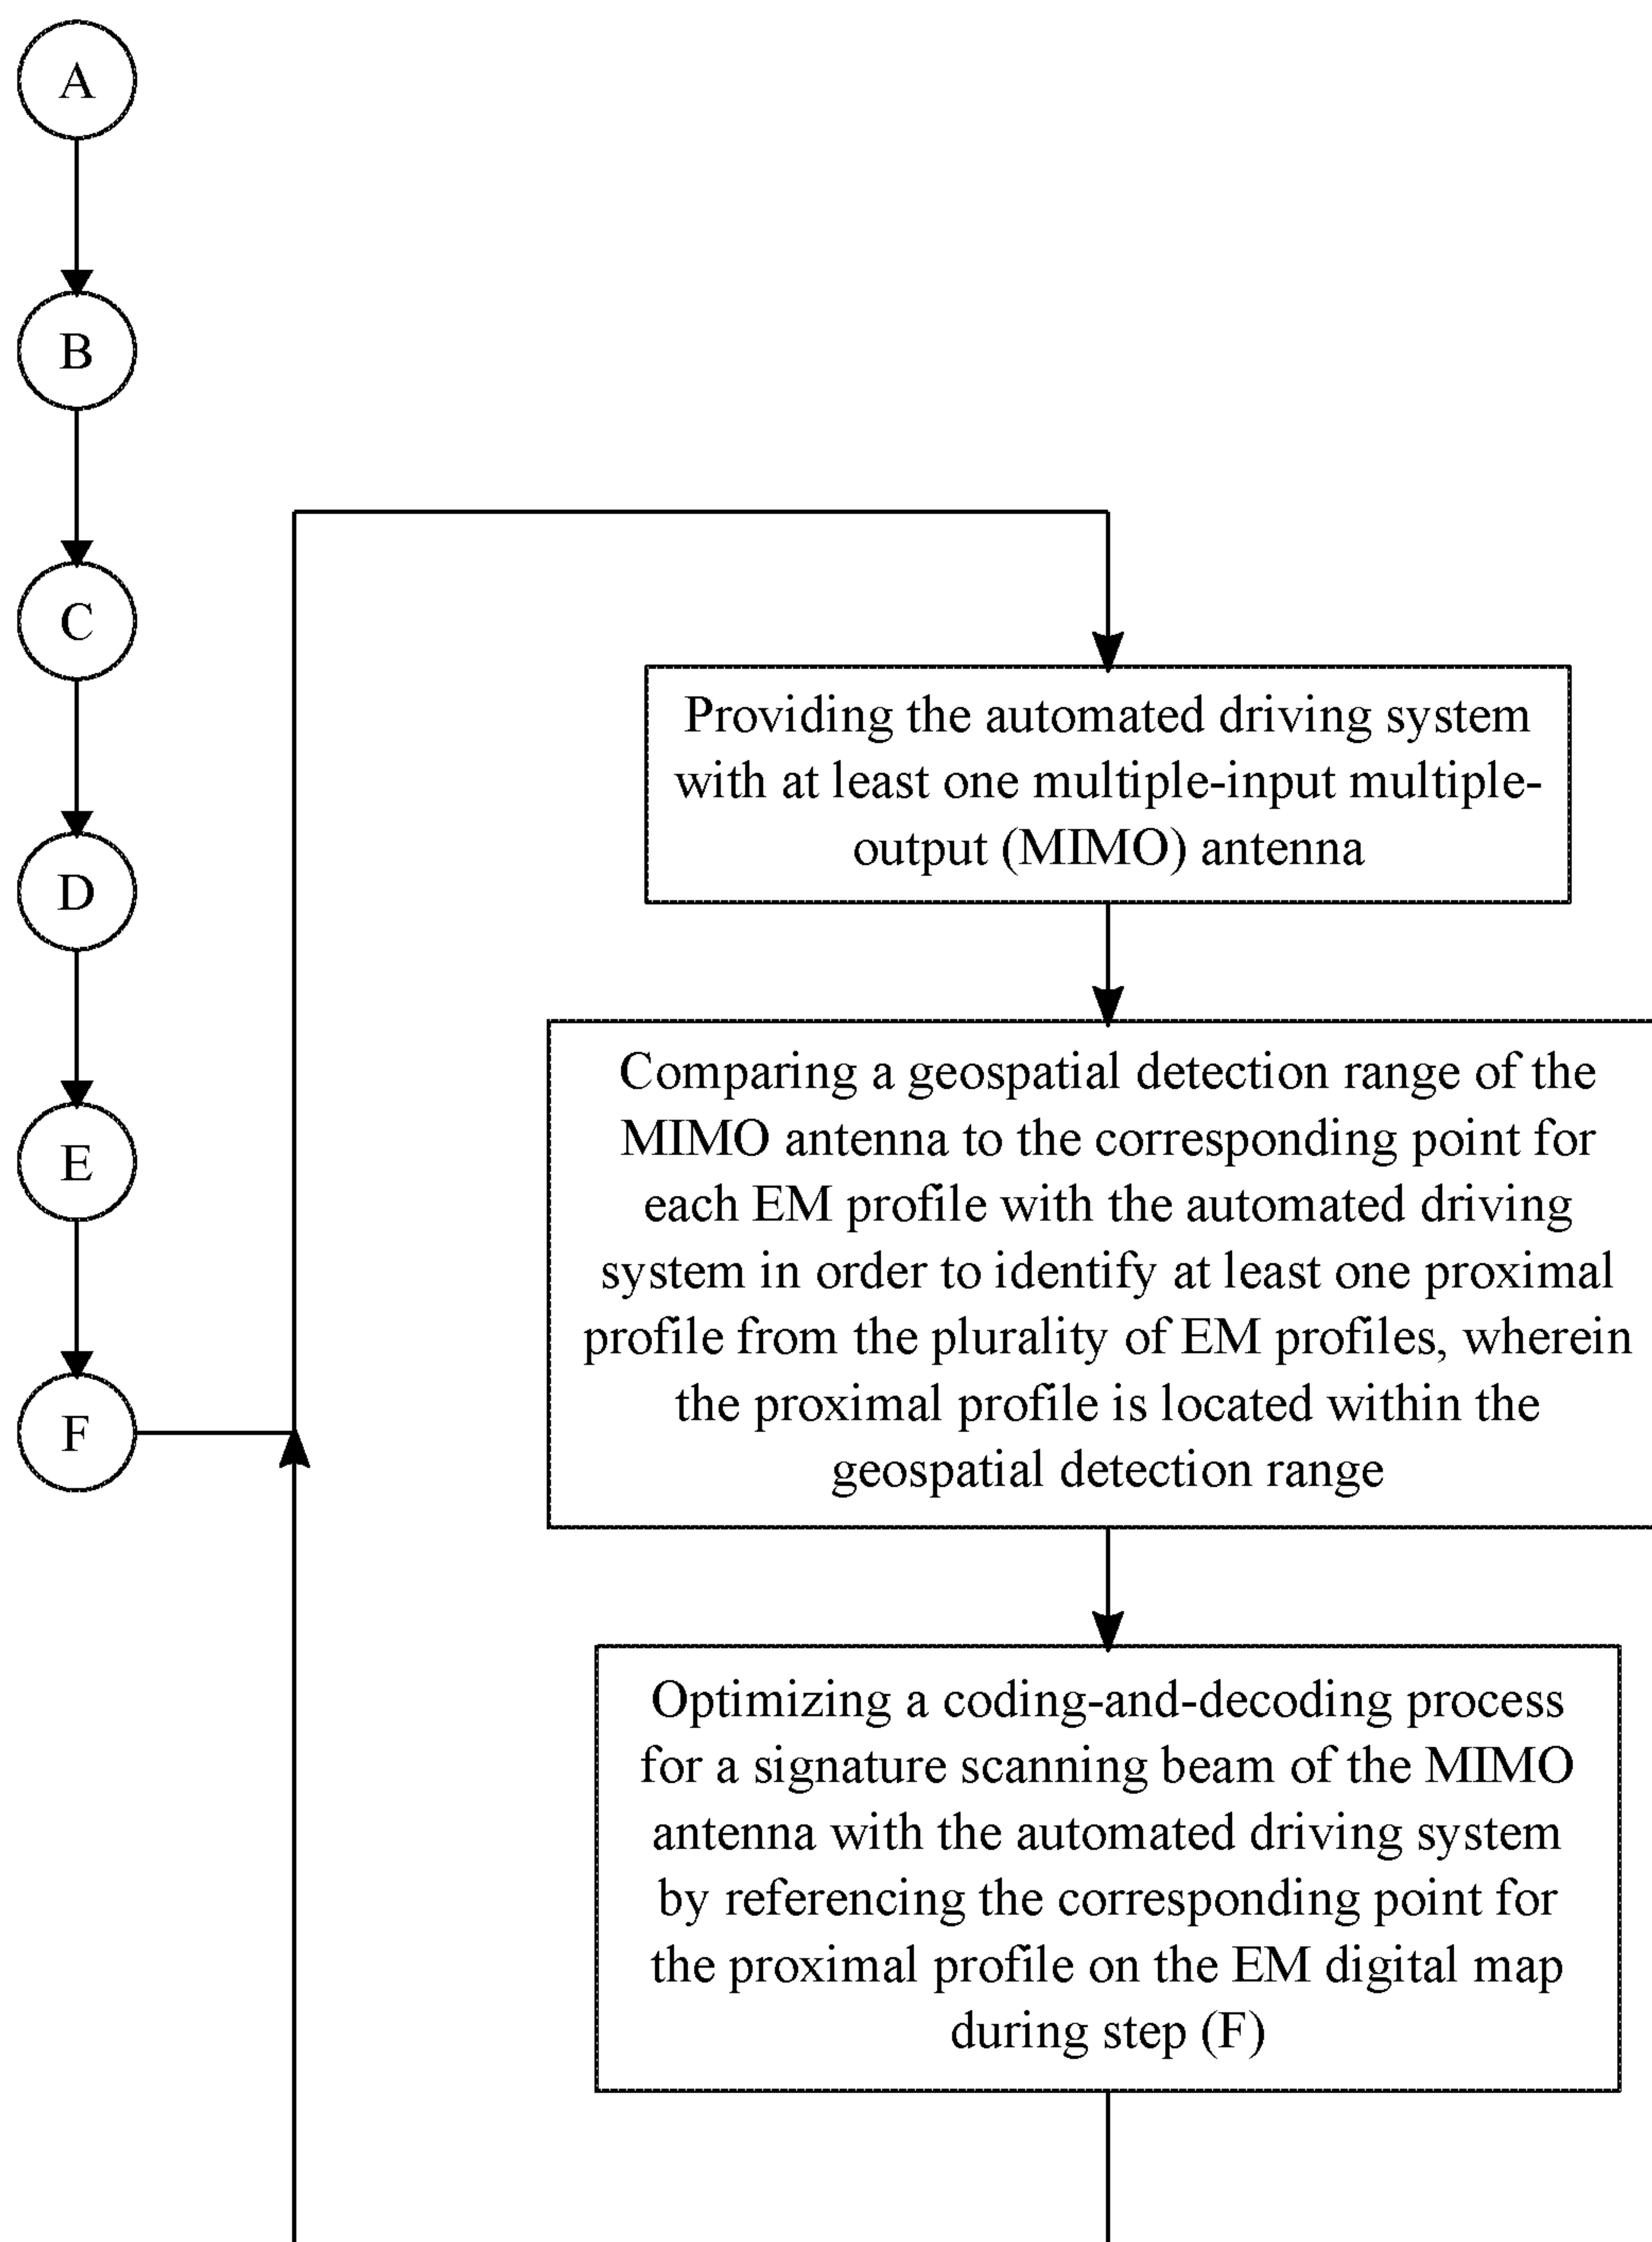 A
B
C
D
E
F
Providing the automated driving system
with at least one multiple-input multiple-
output (MIMO) antenna
Comparing a geospatial detection range of the
MIMO antenna to the corresponding point for
each EM profile with the automated driving
system in order to identify at least one proximal
profile from the plurality of EM profiles, wherein
the proximal profile is located within the
geospatial detection range
Optimizing a coding-and-decoding process
for a signature scanning beam of the MIMO
antenna with the automated driving system
by referencing the corresponding point for
the proximal profile on the EM digital map
during step (F)